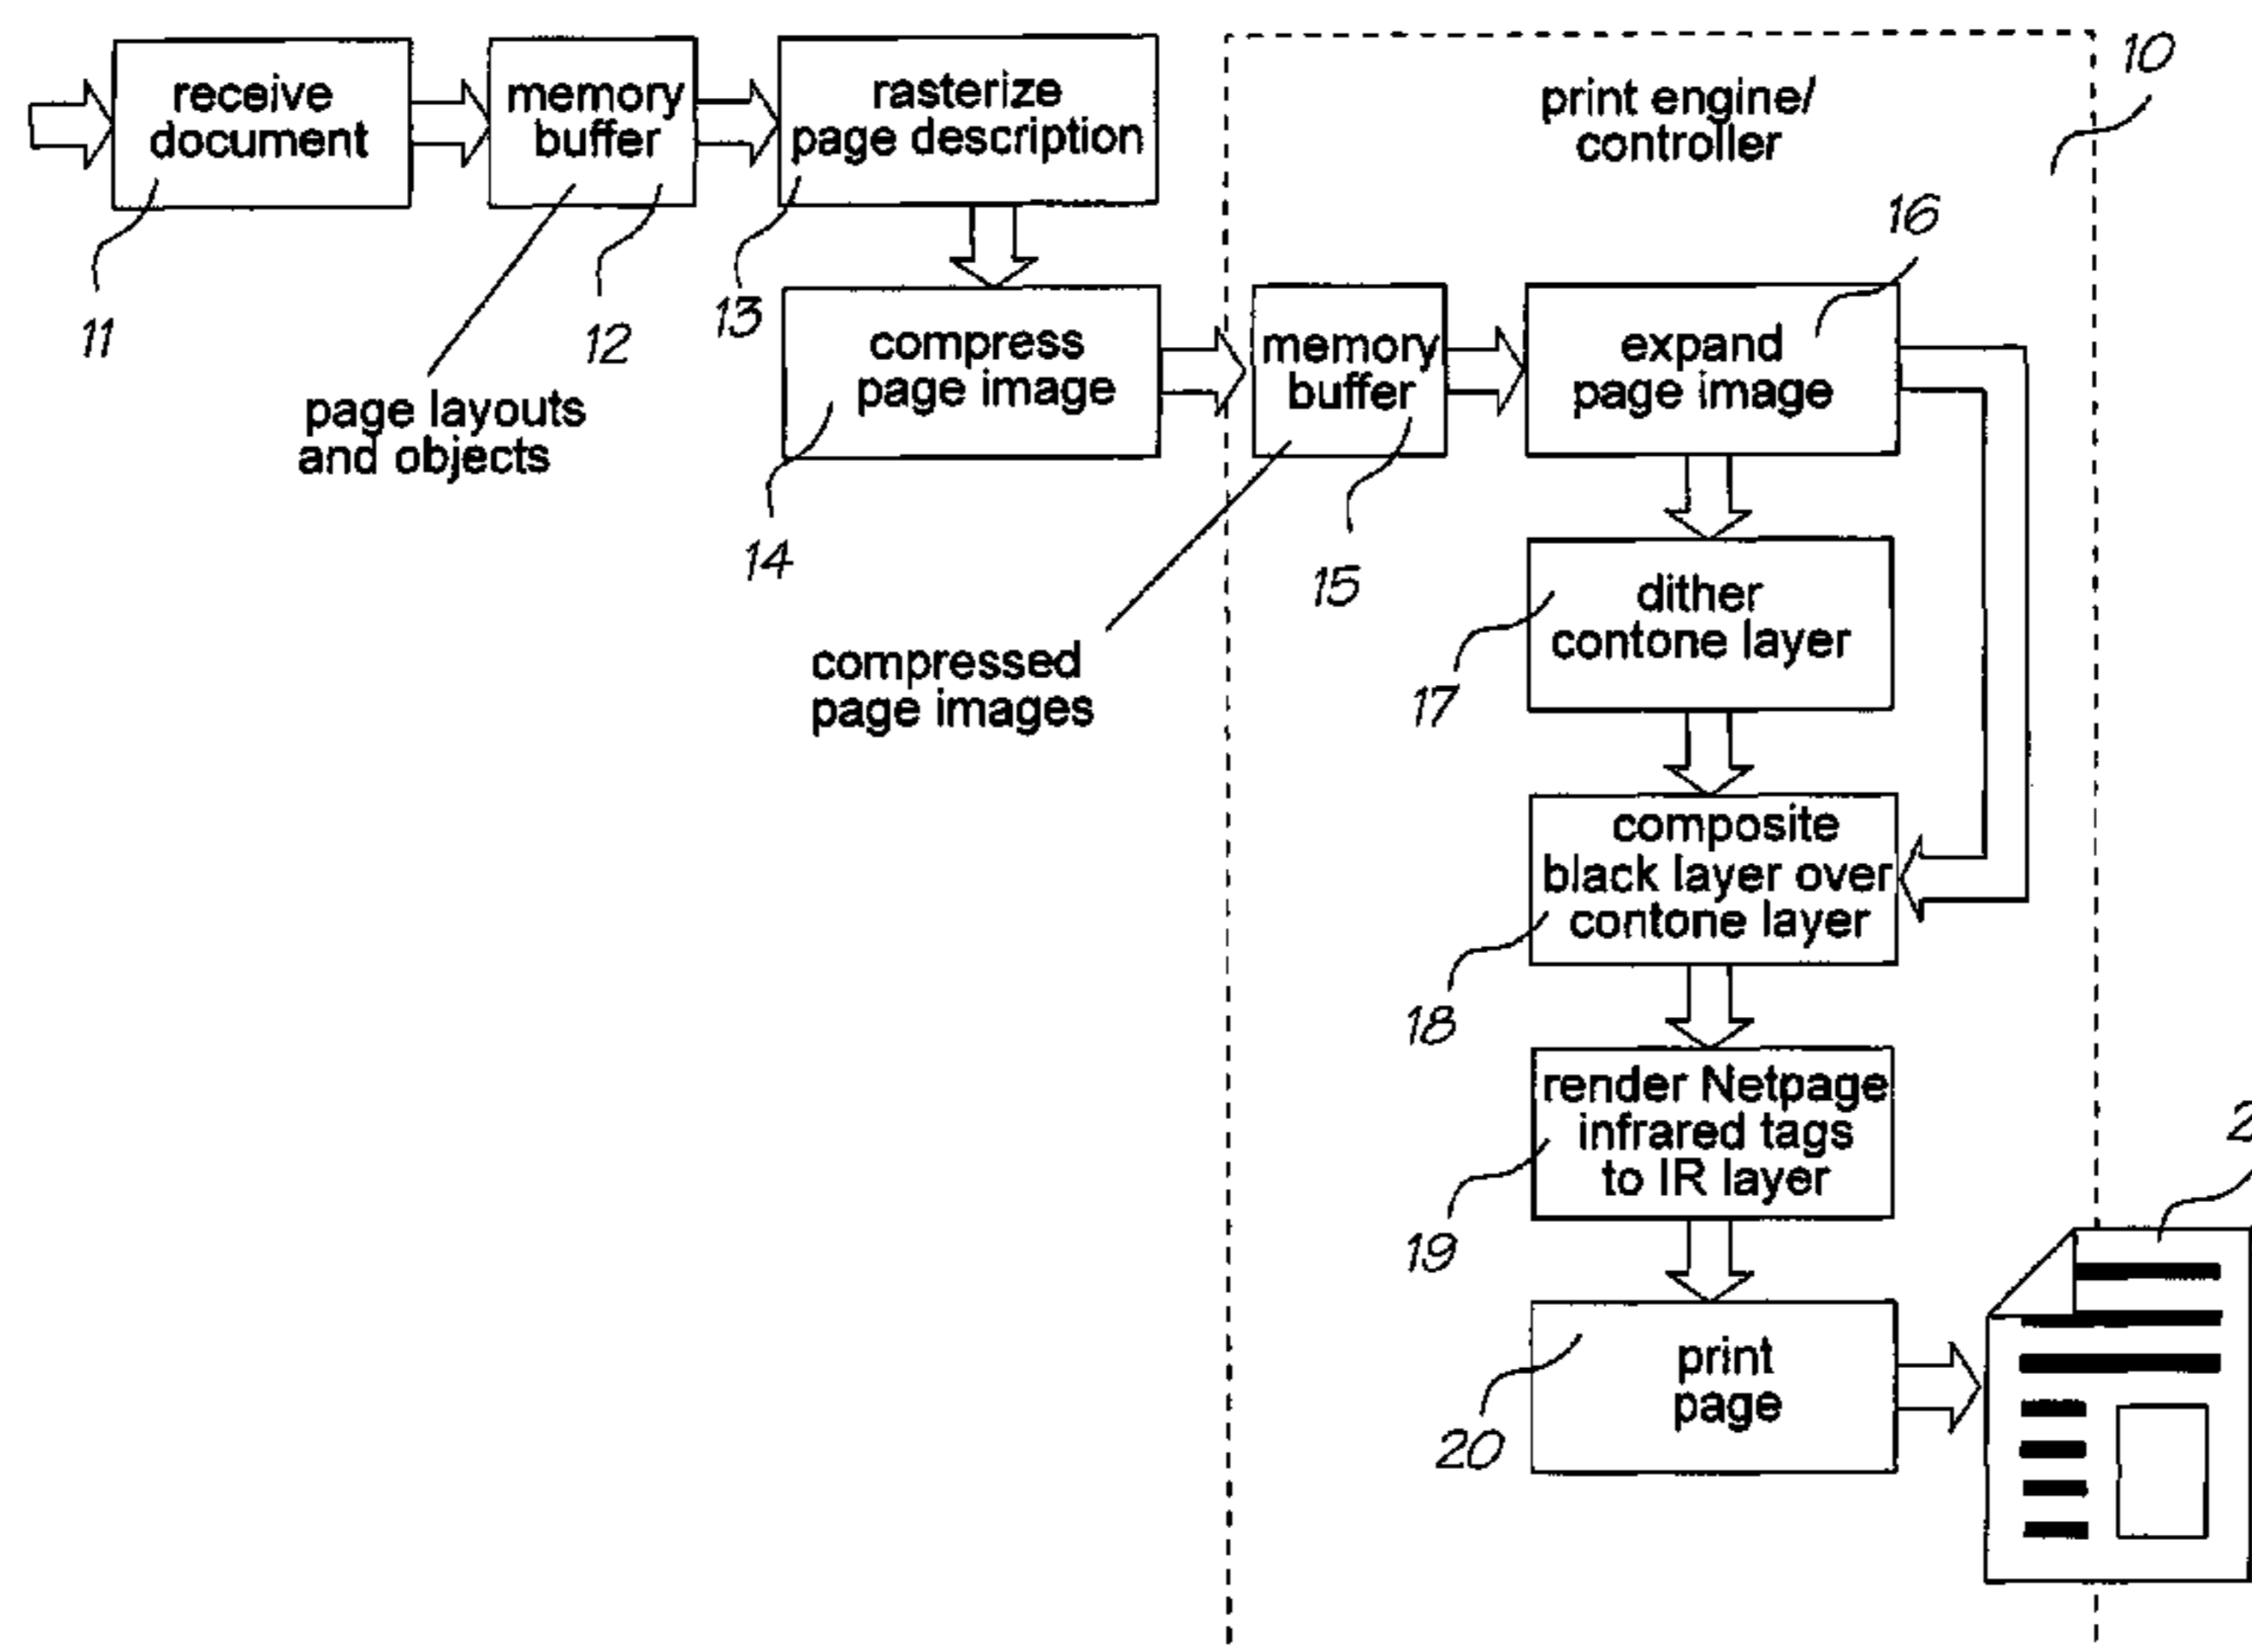 receive
document
memory
buffer
rasterize
page description
print engine/
controller
10
11
12
13
page layouts
and objects
compress
page image
14
memory
buffer
15
compressed
page images
expand
page image
16
dither
contone layer
17
composite
black layer over
contone layer
18
render Netpage
infrared tags
to IR layer
19
print
page
20